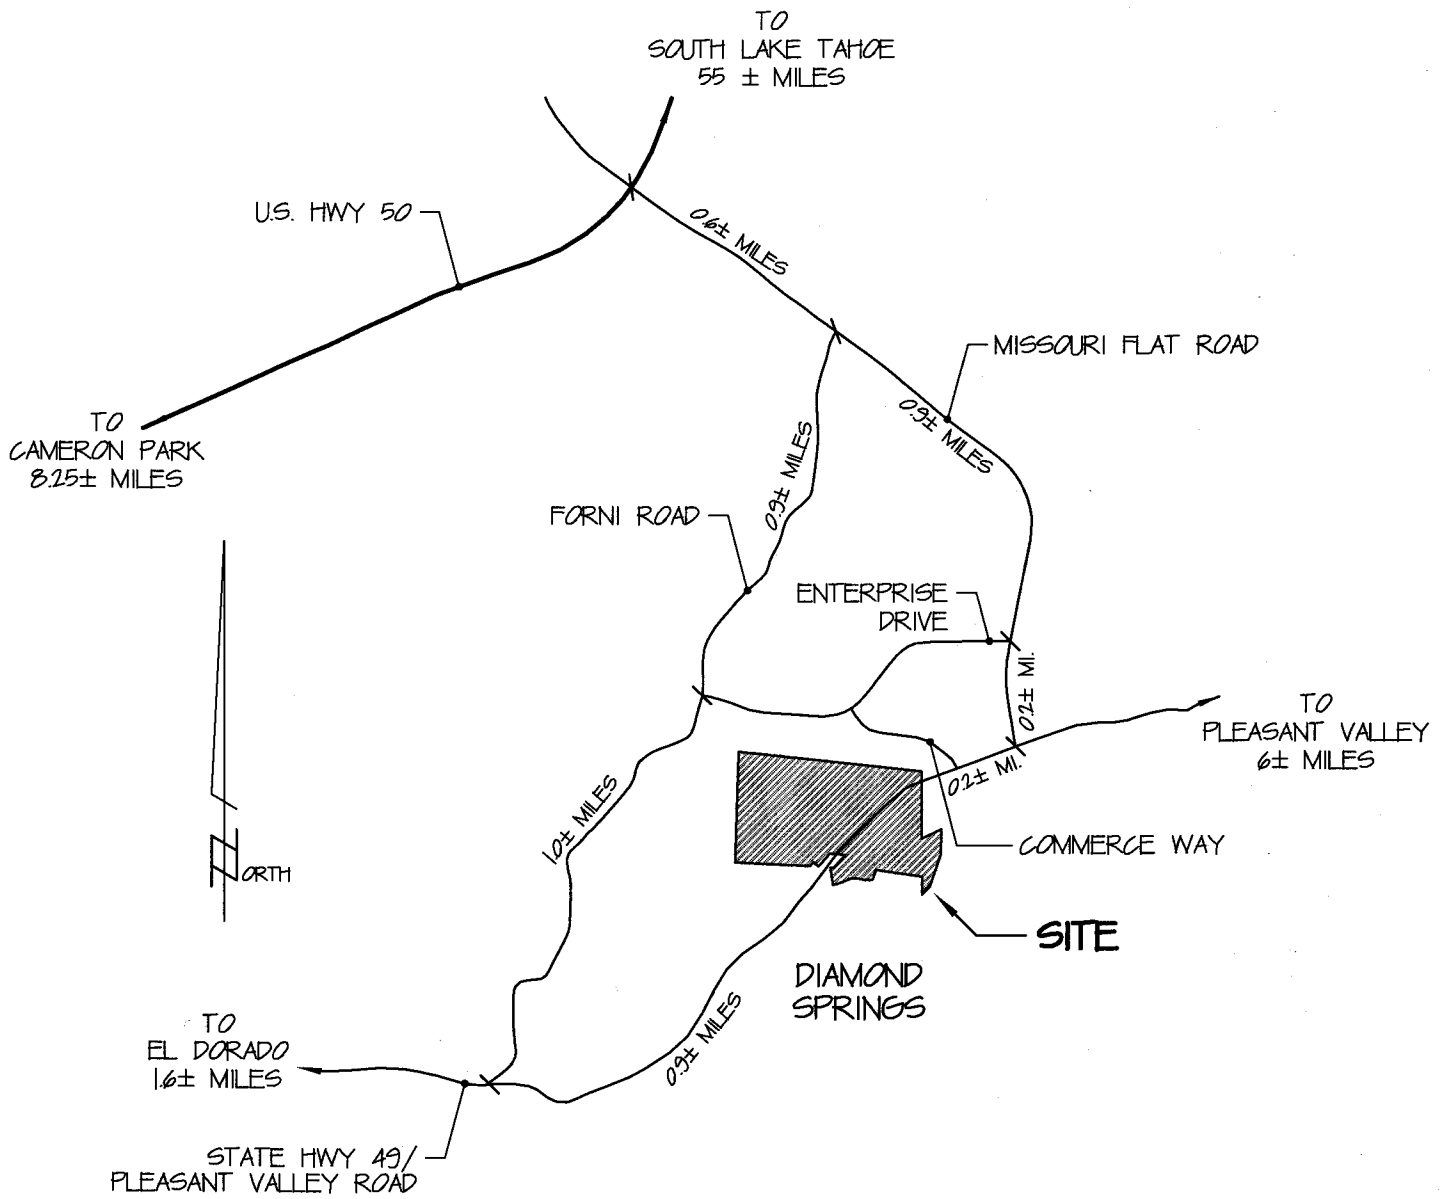 TO
SOUTH LAKE TAHOE
55 ± MILES
U.S. HWY 50
0.6± MILES
MISSOURI FLAT ROAD
0.9± MILES
TO
CAMERON PARK
8.25± MILES
0.9± MILES
FORNI ROAD
ENTERPRISE
DRIVE
0.2± MI.
TO
PLEASANT VALLEY
6± MILES
0.2± MI.
1.0± MILES
COMMERCE WAY
NORTH
SITE
DIAMOND
SPRINGS
0.9± MILES
TO
EL DORADO
1.6± MILES
STATE HWY 49/
PLEASANT VALLEY ROAD